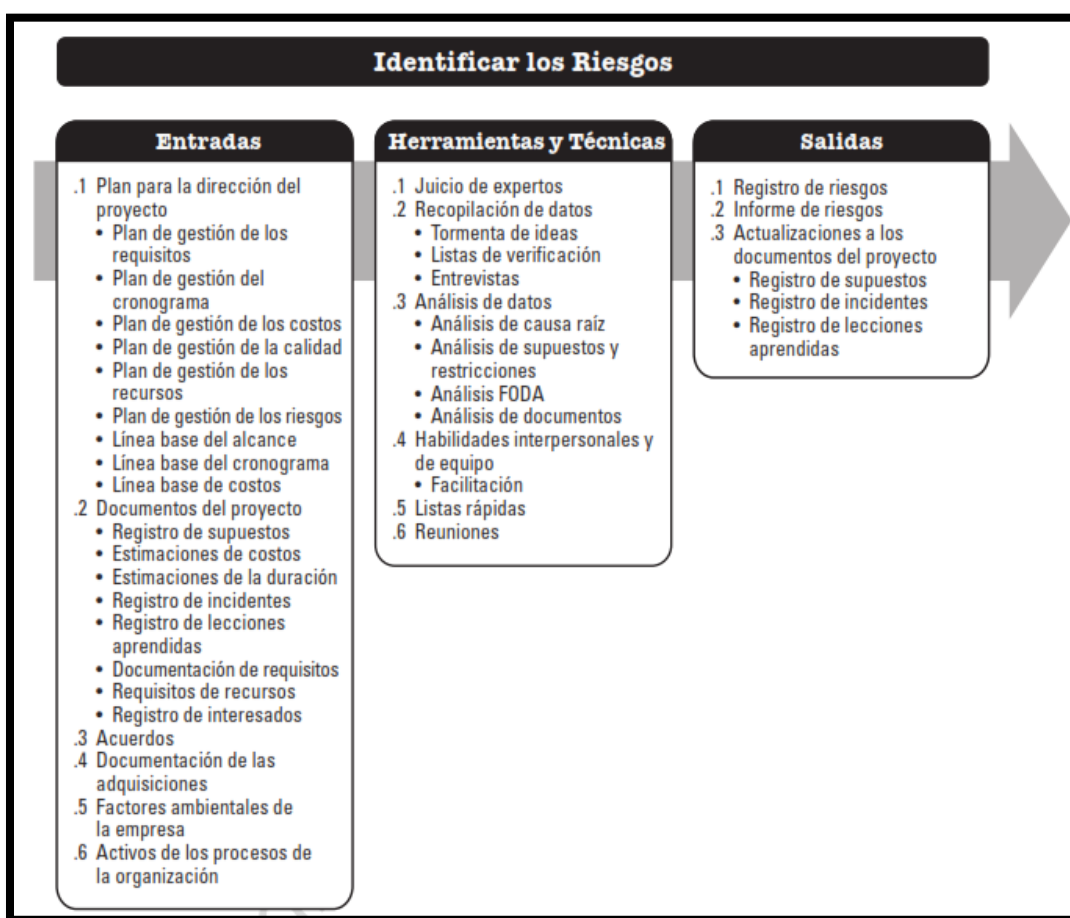 Identificar los Riesgos
Entradas
.1 Plan para la dirección del
proyecto
• Plan de gestión de los
requisitos
• Plan de gestión del
cronograma
• Plan de gestión de los costos
• Plan de gestión de la calidad
• Plan de gestión de los
recursos
• Plan de gestión de los riesgos
• Línea base del alcance
• Línea base del cronograma
• Línea base de costos
.2 Documentos del proyecto
• Registro de supuestos
• Estimaciones de costos
• Estimaciones de la duración
• Registro de incidentes
• Registro de lecciones
aprendidas
• Documentación de requisitos
• Requisitos de recursos
• Registro de interesados
.3 Acuerdos
.4 Documentación de las
adquisiciones
.5 Factores ambientales de
la empresa
.6 Activos de los procesos de
la organización
Herramientas y Técnicas
.1 Juicio de expertos
.2 Recopilación de datos
• Tormenta de ideas
• Listas de verificación
• Entrevistas
.3 Análisis de datos
• Análisis de causa raíz
• Análisis de supuestos y
restricciones
• Análisis FODA
• Análisis de documentos
.4 Habilidades interpersonales y
de equipo
• Facilitación
.5 Listas rápidas
.6 Reuniones
Salidas
.1 Registro de riesgos
.2 Informe de riesgos
.3 Actualizaciones a los
documentos del proyecto
• Registro de supuestos
• Registro de incidentes
• Registro de lecciones
aprendidas